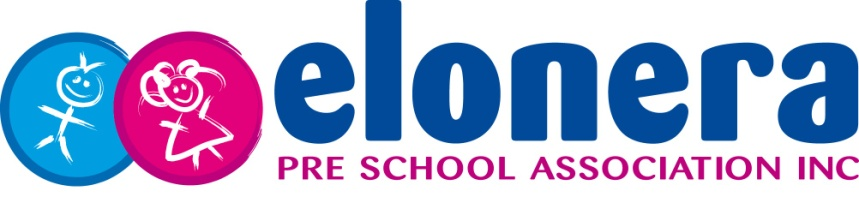 elonera
PRE SCHOOL ASSOCIATION INC